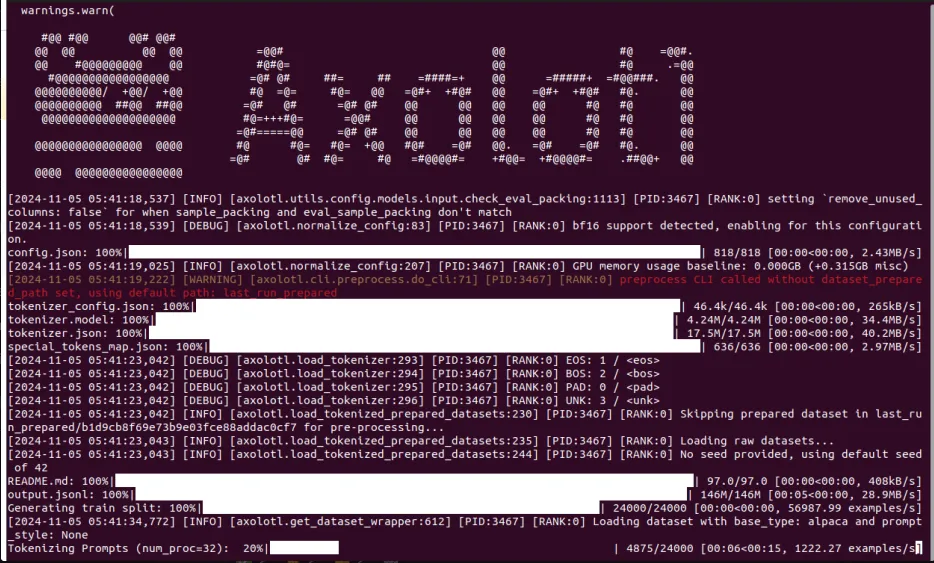 warnings.warn(
     #@@ #@@      @@# @@#
    @@  @@          @@  @@           =@@#                               @@                 #@    =@@#.
    @@    #@@@@@@@@@    @@           #@#@=                              @@                 #@     .=@@
      #@@@@@@@@@@@@@@@@@            =@# @#     ##=     ##    =####=+    @@      =#####+  =#@@###.   @@
    @@@@@@@@@@/  +@@/  +@@          #@  =@=     #@=   @@   =@#+  +#@#   @@    =@#+  +#@#   #@.      @@
    @@@@@@@@@@  ##@@  ##@@         =@#   @#      =@# @#    @@      @@   @@    @@      #@   #@       @@
     @@@@@@@@@@@@@@@@@@@@          #@=+++#@=      =@@#     @@      @@   @@    @@      #@   #@       @@
                                  =@#=====@@     =@# @#    @@      @@   @@    @@      #@   #@       @@
    @@@@@@@@@@@@@@@@  @@@@        #@      #@=   #@=  +@@   #@#    =@#   @@.   =@#    =@#   #@.      @@
                                 =@#       @#  #@=     #@   =#@@@@#=    +#@@=  +#@@@@#=    .##@@+   @@
    @@@@  @@@@@@@@@@@@@@@@
[2024-11-05 05:41:18,537] [INFO] [axolotl.utils.config.models.input.check_eval_packing:1113] [PID:3467] [RANK:0] setting `remove_unused_
columns: false` for when sample_packing and eval_sample_packing don't match
[2024-11-05 05:41:18,539] [DEBUG] [axolotl.normalize_config:83] [PID:3467] [RANK:0] bf16 support detected, enabling for this configurati
on.
config.json: 100%| | 818/818 [00:00<00:00, 2.43MB/s]
[2024-11-05 05:41:19,025] [INFO] [axolotl.normalize_config:207] [PID:3467] [RANK:0] GPU memory usage baseline: 0.000GB (+0.315GB misc)
[2024-11-05 05:41:19,222] [WARNING] [axolotl.cli.preprocess.do_cli:71] [PID:3467] [RANK:0] preprocess CLI called without dataset_prepare
d_path set, using default path: last_run_prepared
tokenizer_config.json: 100%| | 46.4k/46.4k [00:00<00:00, 265kB/s]
tokenizer.model: 100%| | 4.24M/4.24M [00:00<00:00, 34.4MB/s]
tokenizer.json: 100%| | 17.5M/17.5M [00:00<00:00, 40.2MB/s]
special_tokens_map.json: 100%| | 636/636 [00:00<00:00, 2.97MB/s]
[2024-11-05 05:41:23,042] [DEBUG] [axolotl.load_tokenizer:293] [PID:3467] [RANK:0] EOS: 1 / <eos>
[2024-11-05 05:41:23,042] [DEBUG] [axolotl.load_tokenizer:294] [PID:3467] [RANK:0] BOS: 2 / <bos>
[2024-11-05 05:41:23,042] [DEBUG] [axolotl.load_tokenizer:295] [PID:3467] [RANK:0] PAD: 0 / <pad>
[2024-11-05 05:41:23,042] [DEBUG] [axolotl.load_tokenizer:296] [PID:3467] [RANK:0] UNK: 3 / <unk>
[2024-11-05 05:41:23,042] [INFO] [axolotl.load_tokenized_prepared_datasets:230] [PID:3467] [RANK:0] Skipping prepared dataset in last_ru
n_prepared/b1d9cb8f69e73b9e03fce88addac0cf7 for pre-processing...
[2024-11-05 05:41:23,043] [INFO] [axolotl.load_tokenized_prepared_datasets:235] [PID:3467] [RANK:0] Loading raw datasets...
[2024-11-05 05:41:23,043] [INFO] [axolotl.load_tokenized_prepared_datasets:244] [PID:3467] [RANK:0] No seed provided, using default seed
 of 42
README.md: 100%| | 97.0/97.0 [00:00<00:00, 408kB/s]
output.jsonl: 100%| | 146M/146M [00:05<00:00, 28.9MB/s]
Generating train split: 100%| | 24000/24000 [00:00<00:00, 56987.99 examples/s]
[2024-11-05 05:41:34,772] [INFO] [axolotl.get_dataset_wrapper:612] [PID:3467] [RANK:0] Loading dataset with base_type: alpaca and prompt
_style: None
Tokenizing Prompts (num_proc=32):  20%| | 4875/24000 [00:06<00:15, 1222.27 examples/s]